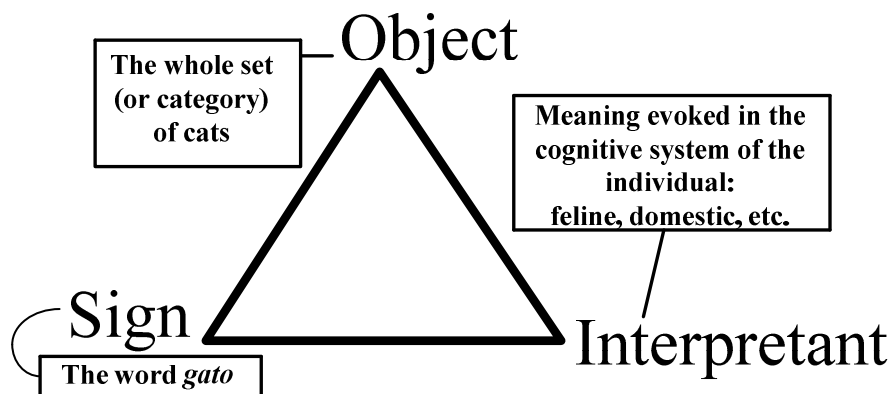 Object
The whole set
(or category)
of cats
Meaning evoked in the
cognitive system of the
individual:
feline, domestic, etc.
Sign
Interpretant
The word gato